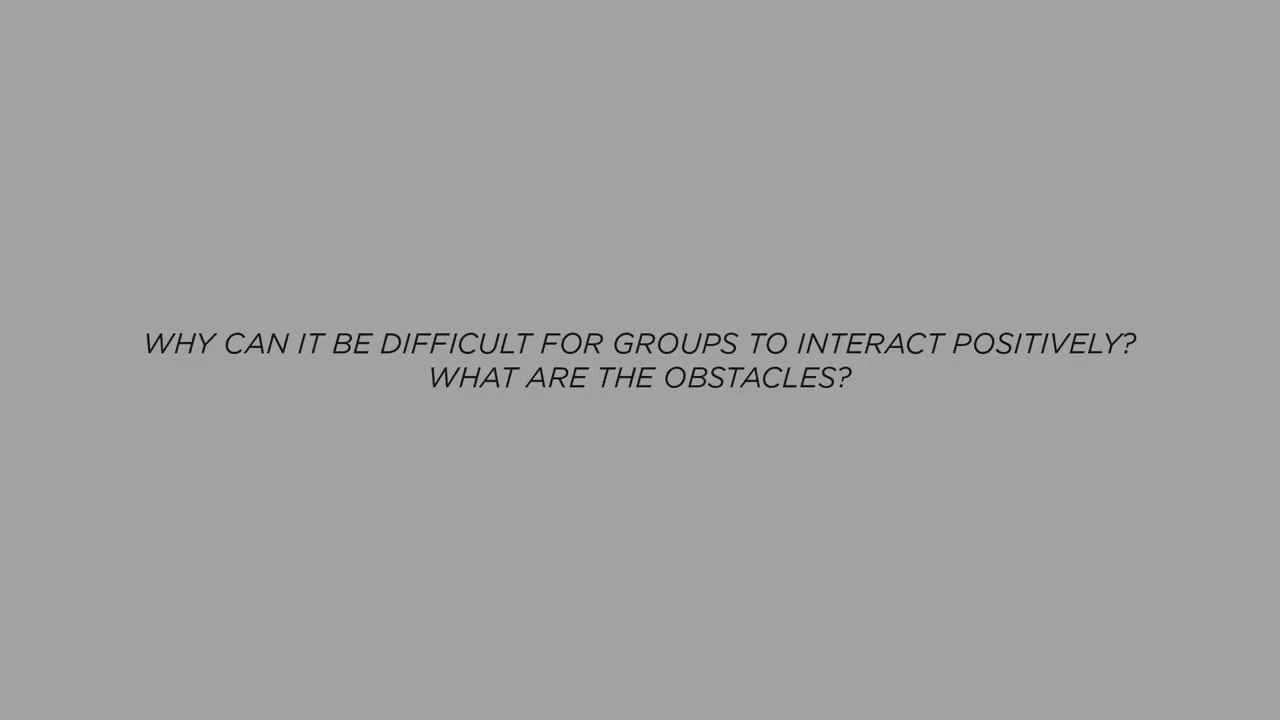 WHY CAN IT BE DIFFICULT FOR GROUPS TO INTERACT POSITIVELY?
WHAT ARE THE OBSTACLES?